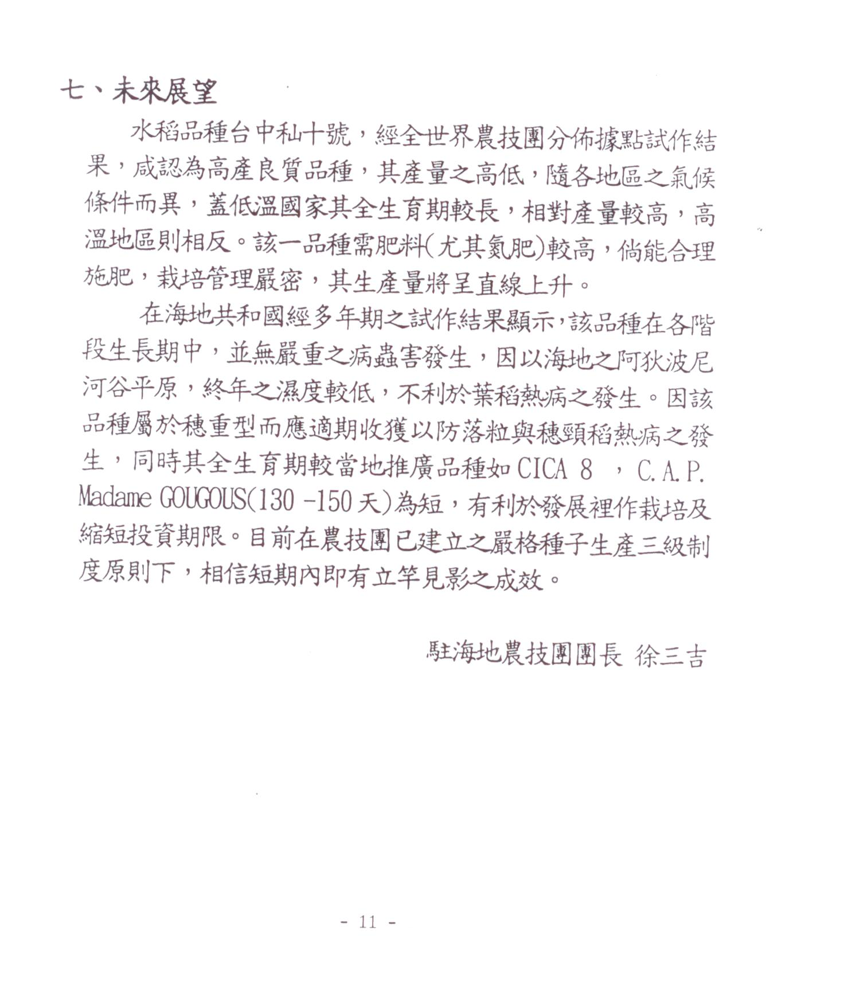 七、未來展望
水稻品種台中秈十號，經全世界農技團分佈據點試作結
果，咸認為高產良質品種，其產量之高低，隨各地區之氣候
條件而異，蓋低溫國家其全生育期較長，相對產量較高，高
溫地區則相反。該一品種需肥料(尤其氮肥)較高，倘能合理
施肥，栽培管理嚴密，其生產量將呈直線上升。
在海地共和國經多年期之試作結果顯示，該品種在各階
段生長期中，並無嚴重之病蟲害發生，因以海地之阿狄波尼
河谷平原，終年之濕度較低，不利於葉稻熱病之發生。因該
品種屬於穗重型而應適期收獲以防落粒與穗頸稻熱病之發
生，同時其全生育期較當地推廣品種如 CICA 8 ，C.A.P.
Madame GOUGOUS(130 -150 天)為短，有利於發展裡作栽培及
縮短投資期限。目前在農技團已建立之嚴格種子生產三級制
度原則下，相信短期內即有立竿見影之成效。
駐海地農技團團長 徐三吉
- 11 -